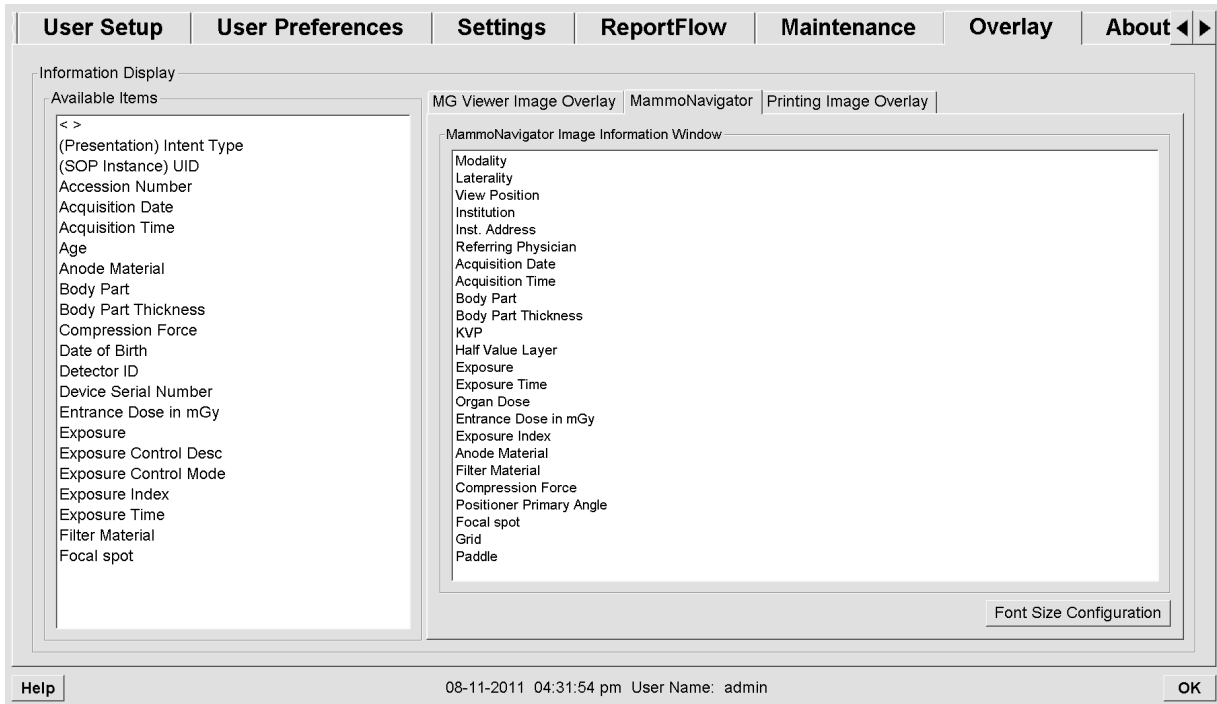 User Setup User Preferences Settings ReportFlow Maintenance Overlay About
Information Display
Available Items
< >
(Presentation) Intent Type
(SOP Instance) UID
Accession Number
Acquisition Date
Acquisition Time
Age
Anode Material
Body Part
Body Part Thickness
Compression Force
Date of Birth
Detector ID
Device Serial Number
Entrance Dose in mGy
Exposure
Exposure Control Desc
Exposure Control Mode
Exposure Index
Exposure Time
Filter Material
Focal spot
MG Viewer Image Overlay MammoNavigator Printing Image Overlay
MammoNavigator Image Information Window
Modality
Laterality
View Position
Institution
Inst. Address
Referring Physician
Acquisition Date
Acquisition Time
Body Part
Body Part Thickness
KVP
Half Value Layer
Exposure
Exposure Time
Organ Dose
Entrance Dose in mGy
Exposure Index
Anode Material
Filter Material
Compression Force
Positioner Primary Angle
Focal spot
Grid
Paddle
Font Size Configuration
Help 08-11-2011 04:31:54 pm User Name: admin OK